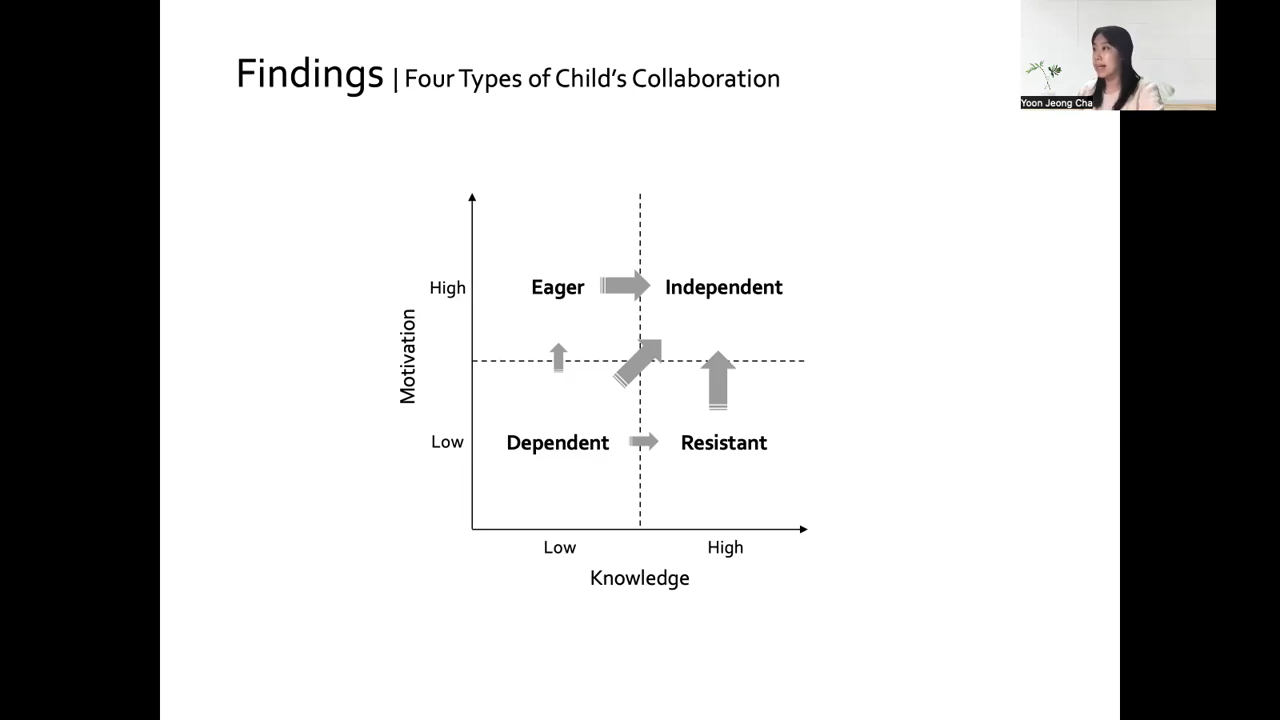 Findings | Four Types of Child's Collaboration
Yoon Jeong Cha
High
Eager
Independent
Motivation
Low
Dependent
Resistant
Low
High
Knowledge